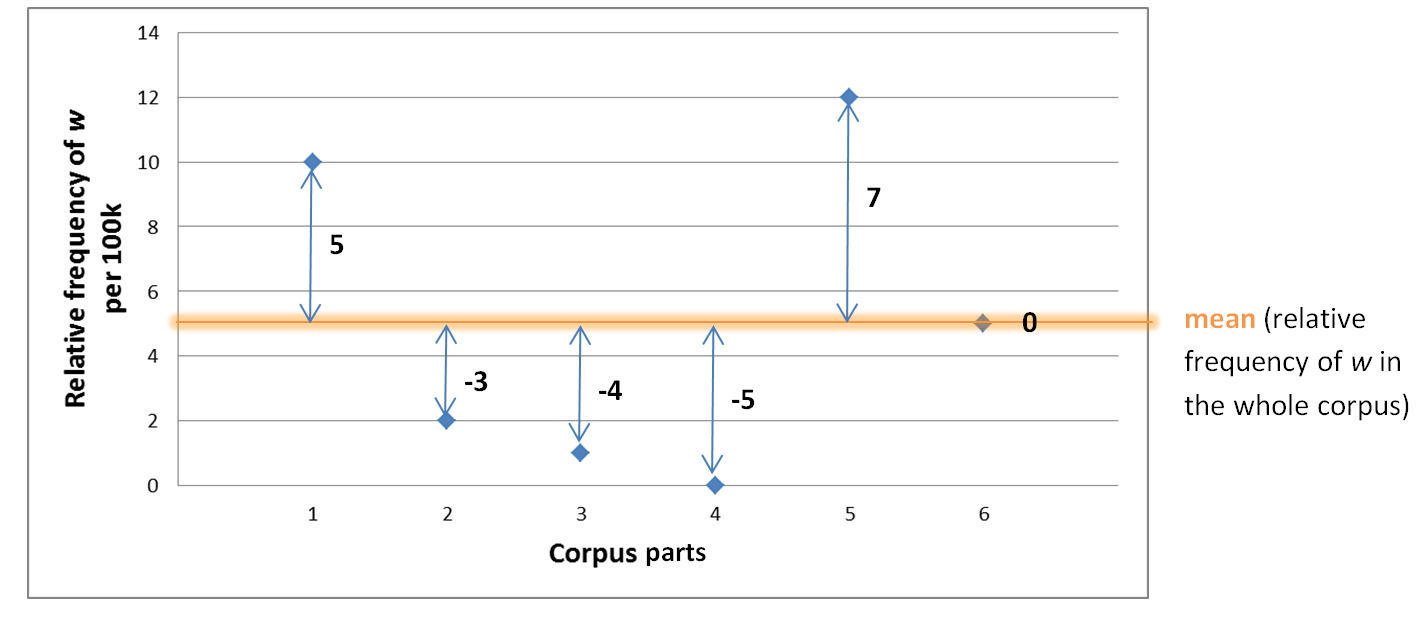 Relative frequency of w
per 100k
14
12
10
8
6
4
2
0
5
-3
-4
-5
7
0
1 2 3 4 5 6
Corpus parts
mean (relative
frequency of w in
the whole corpus)